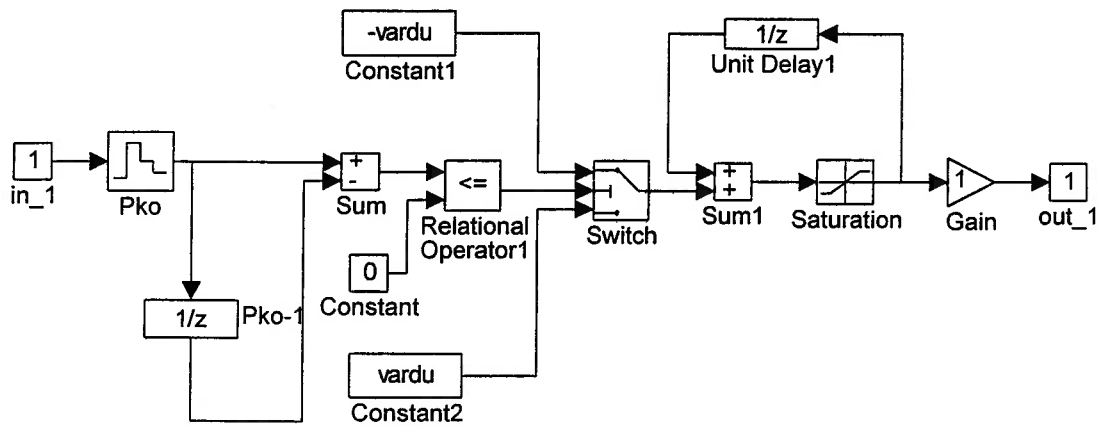 -vardu
Constant1
1/z
Unit Delay1
1
in_1
Pko
+
-
Sum
<=
Relational
Operator1
0
Constant
Switch
+
+
Sum1
Saturation
1
Gain
1
out_1
1/z
Pko-1
vardu
Constant2